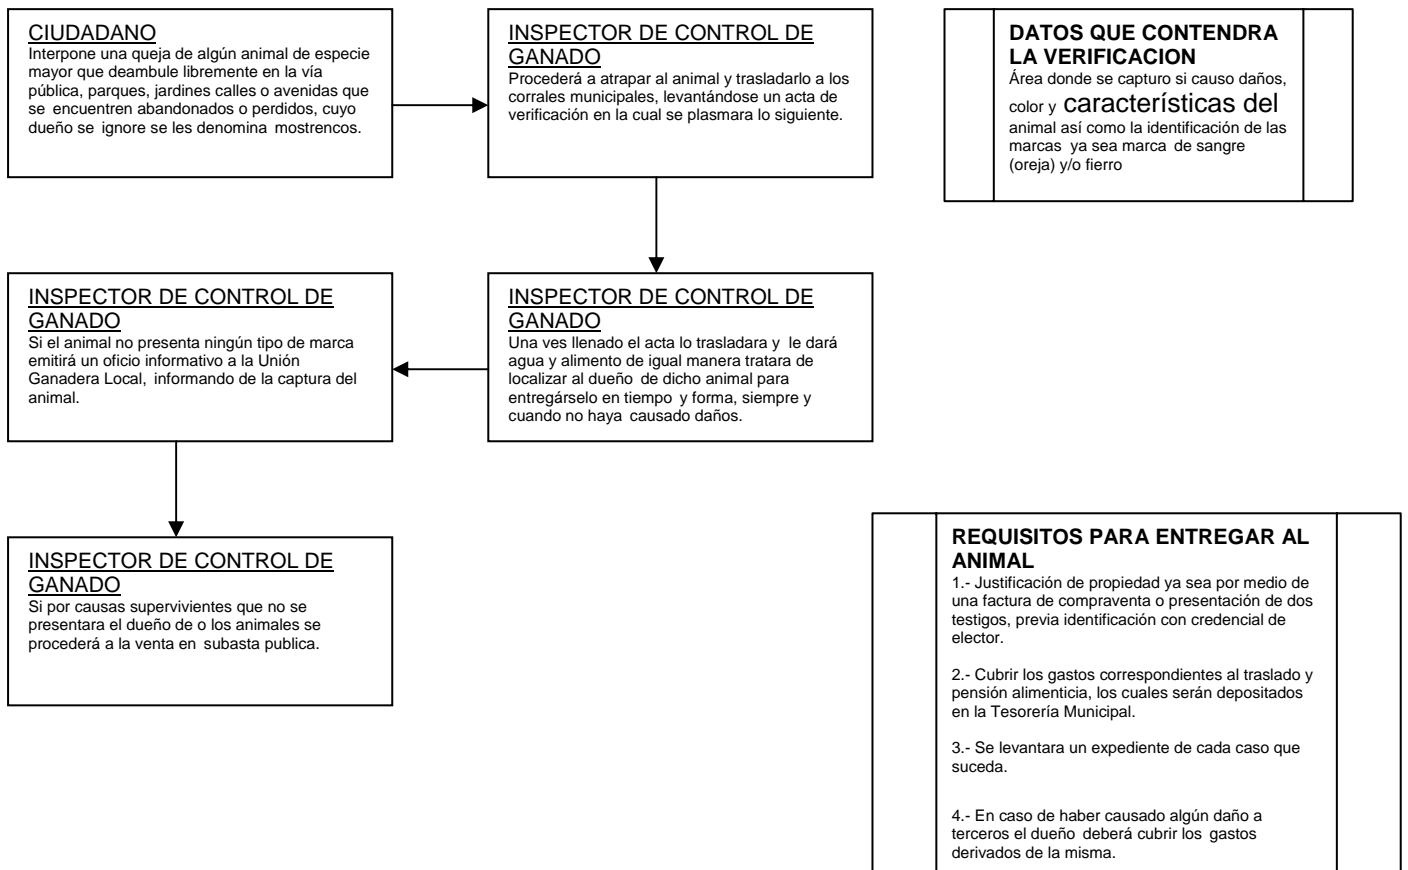 CIUDADANO
Interpone una queja de algún animal de especie
mayor que deambule libremente en la vía
pública, parques, jardines calles o avenidas que
se encuentren abandonados o perdidos, cuyo
dueño se ignore se les denomina mostrencos.
INSPECTOR DE CONTROL DE
GANADO
Procederá a atrapar al animal y trasladarlo a los
corrales municipales, levantándose un acta de
verificación en la cual se plasmara lo siguiente.
DATOS QUE CONTENDRA
LA VERIFICACION
Área donde se capturo si causo daños,
color y características del
animal así como la identificación de las
marcas ya sea marca de sangre
(oreja) y/o fierro
INSPECTOR DE CONTROL DE
GANADO
Una ves llenado el acta lo trasladara y le dará
agua y alimento de igual manera tratara de
localizar al dueño de dicho animal para
entregárselo en tiempo y forma, siempre y
cuando no haya causado daños.
INSPECTOR DE CONTROL DE
GANADO
Si el animal no presenta ningún tipo de marca
emitirá un oficio informativo a la Unión
Ganadera Local, informando de la captura del
animal.
INSPECTOR DE CONTROL DE
GANADO
Si por causas supervivientes que no se
presentara el dueño de o los animales se
procederá a la venta en subasta publica.
REQUISITOS PARA ENTREGAR AL
ANIMAL
1.- Justificación de propiedad ya sea por medio de
una factura de compraventa o presentación de dos
testigos, previa identificación con credencial de
elector.
2.- Cubrir los gastos correspondientes al traslado y
pensión alimenticia, los cuales serán depositados
en la Tesorería Municipal.
3.- Se levantara un expediente de cada caso que
suceda.
4.- En caso de haber causado algún daño a
terceros el dueño deberá cubrir los gastos
derivados de la misma.